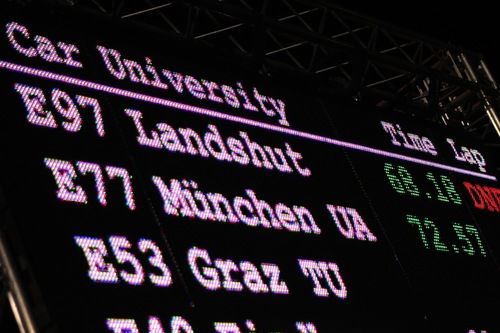 Car University Time Lap
E97 Landshut 68.18
E77 München UA 72.57
E53 Graz TU